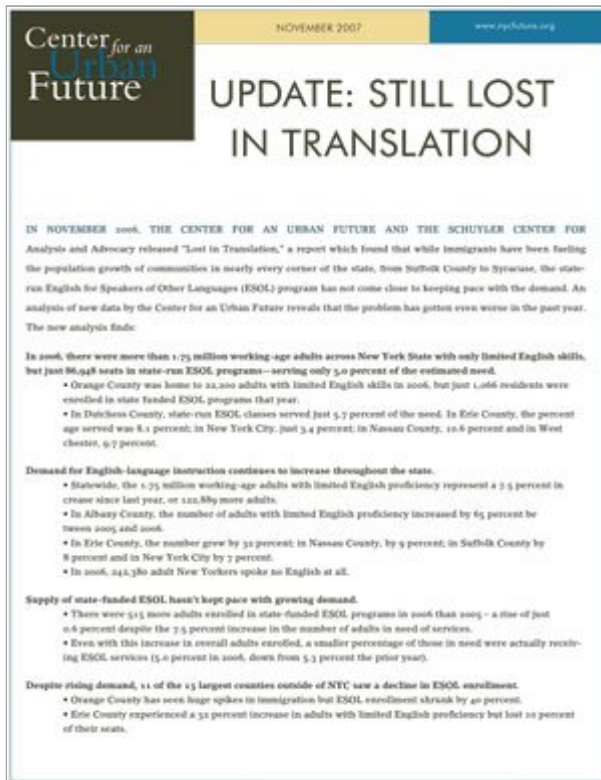 Center for an
Urban
Future
NOVEMBER 2007
www.nycfuture.org
UPDATE: STILL LOST
IN TRANSLATION
IN NOVEMBER 2006, THE CENTER FOR AN URBAN FUTURE AND THE SCHUYLER CENTER FOR
Analysis and Advocacy released "Lost in Translation," a report which found that while immigrants have been fueling
the population growth of communities in nearly every corner of the state, from Suffolk County to Syracuse, the state-
run English for Speakers of Other Languages (ESOL) program has not come close to keeping pace with the demand. An
analysis of new data by the Center for an Urban Future reveals that the problem has gotten even worse in the past year.
The new analysis finds:
In 2006, there were more than 1.75 million working-age adults across New York State with only limited English skills,
but just 86,948 seats in state-run ESOL programs—serving only 5.0 percent of the estimated need.
• Orange County was home to 22,200 adults with limited English skills in 2006, but just 1,066 residents were
enrolled in state funded ESOL programs that year.
• In Dutchess County, state-run ESOL classes served just 5.7 percent of the need. In Erie County, the percent
age served was 8.1 percent; in New York City, just 3.4 percent; in Nassau County, 10.6 percent and in West
chester, 9.7 percent.
Demand for English-language instruction continues to increase throughout the state.
• Statewide, the 1.75 million working-age adults with limited English proficiency represent a 7.5 percent in
crease since last year, or 122,889 more adults.
• In Albany County, the number of adults with limited English proficiency increased by 65 percent be
tween 2005 and 2006.
• In Erie County, the number grew by 32 percent; in Nassau County, by 9 percent; in Suffolk County by
8 percent and in New York City by 7 percent.
• In 2006, 242,380 adult New Yorkers spoke no English at all.
Supply of state-funded ESOL hasn't kept pace with growing demand.
• There were 515 more adults enrolled in state-funded ESOL programs in 2006 than 2005 – a rise of just
0.6 percent despite the 7.5 percent increase in the number of adults in need of services.
• Even with this increase in overall adults enrolled, a smaller percentage of those in need were actually receiv-
ing ESOL services (5.0 percent in 2006, down from 5.3 percent the prior year).
Despite rising demand, 11 of the 15 largest counties outside of NYC saw a decline in ESOL enrollment.
• Orange County has seen huge spikes in immigration but ESOL enrollment shrunk by 40 percent.
• Erie County experienced a 32 percent increase in adults with limited English proficiency but lost 10 percent
of their seats.